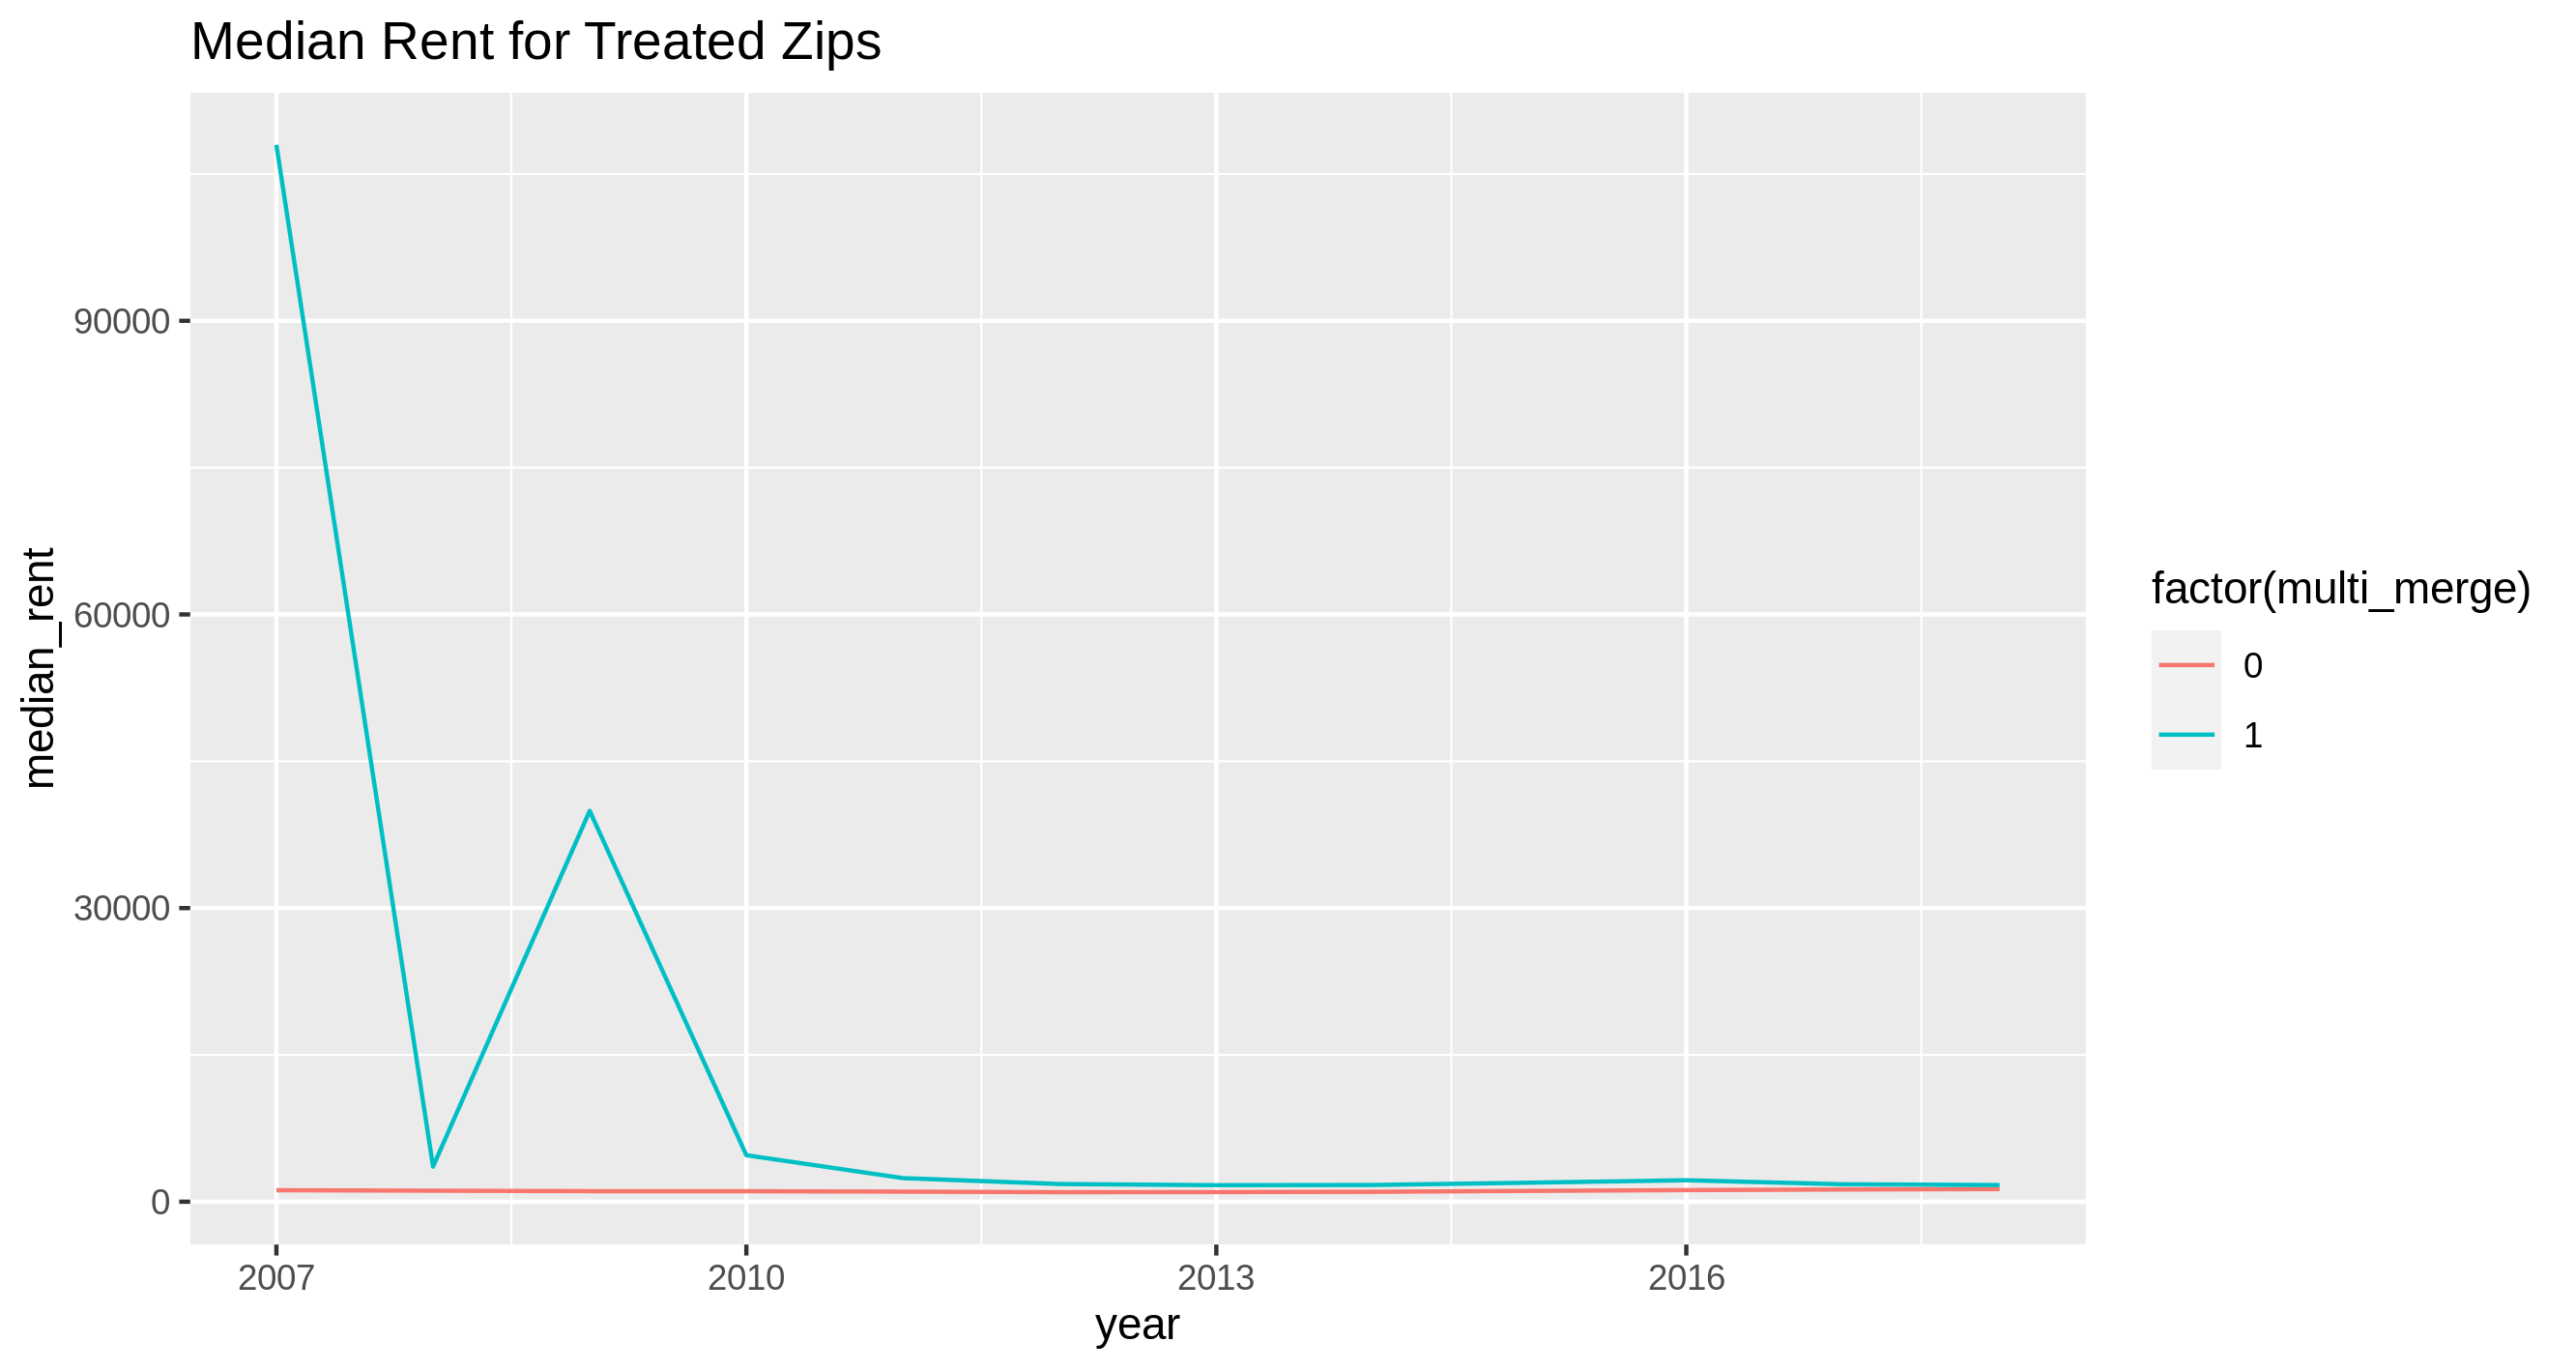 Median Rent for Treated Zips
median_rent
90000
60000
30000
0
2007
2010
2013
2016
year
factor(multi_merge)
0
1